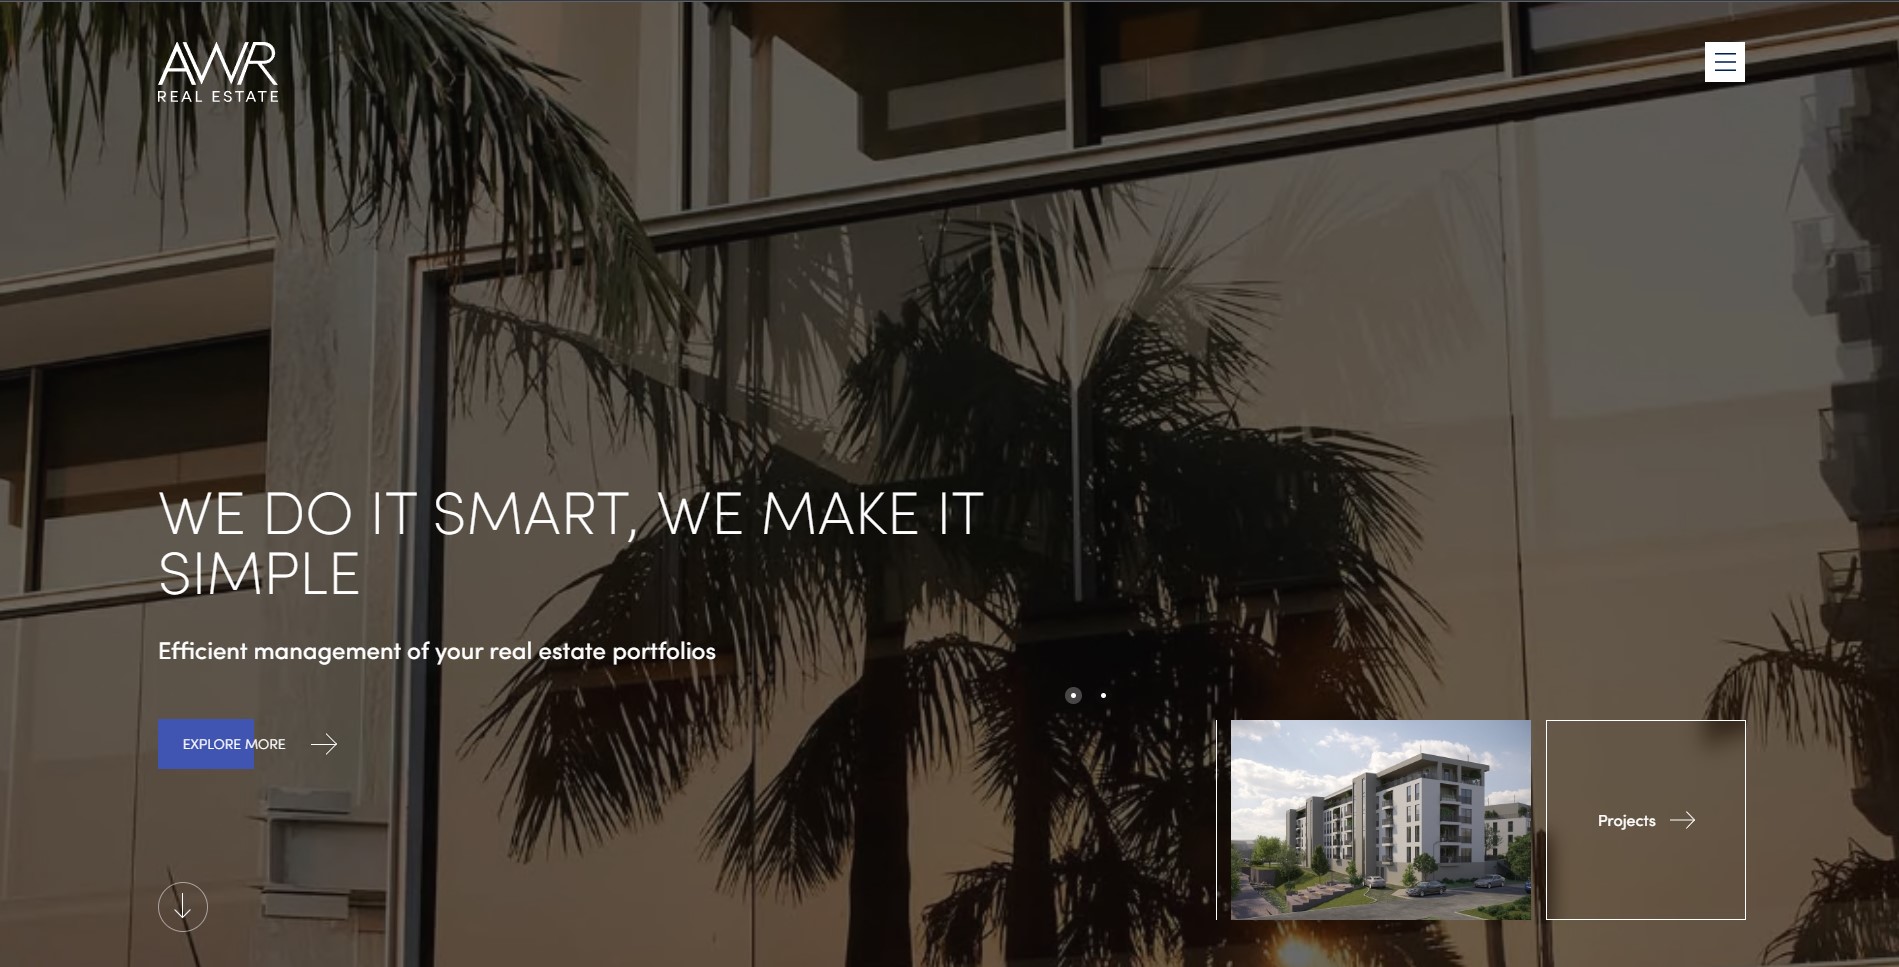 AWR
REAL ESTATE
WE DO IT SMART, WE MAKE IT
SIMPLE
Efficient management of your real estate portfolios
EXPLORE MORE
Projects